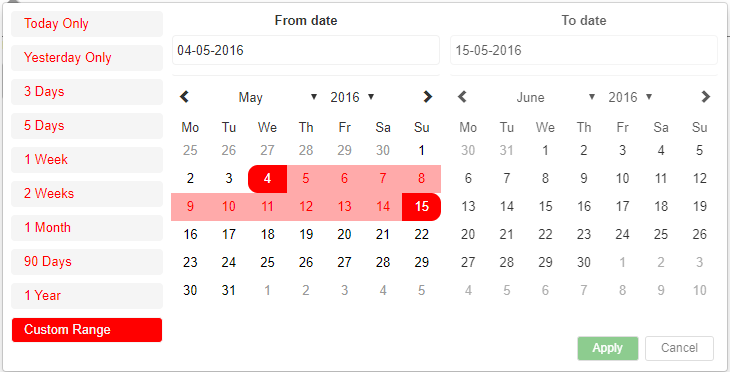 Today Only
Yesterday Only
3 Days
5 Days
1 Week
2 Weeks
1 Month
90 Days
1 Year
Custom Range
From date
04-05-2016
May 2016
Mo Tu We Th Fr Sa Su
25 26 27 28 29 30 1
2 3 4 5 6 7 8
9 10 11 12 13 14 15
16 17 18 19 20 21 22
23 24 25 26 27 28 29
30 31 1 2 3 4 5
To date
15-05-2016
June 2016
Mo Tu We Th Fr Sa Su
30 31 1 2 3 4 5
6 7 8 9 10 11 12
13 14 15 16 17 18 19
20 21 22 23 24 25 26
27 28 29 30 1 2 3
4 5 6 7 8 9 10
Apply Cancel